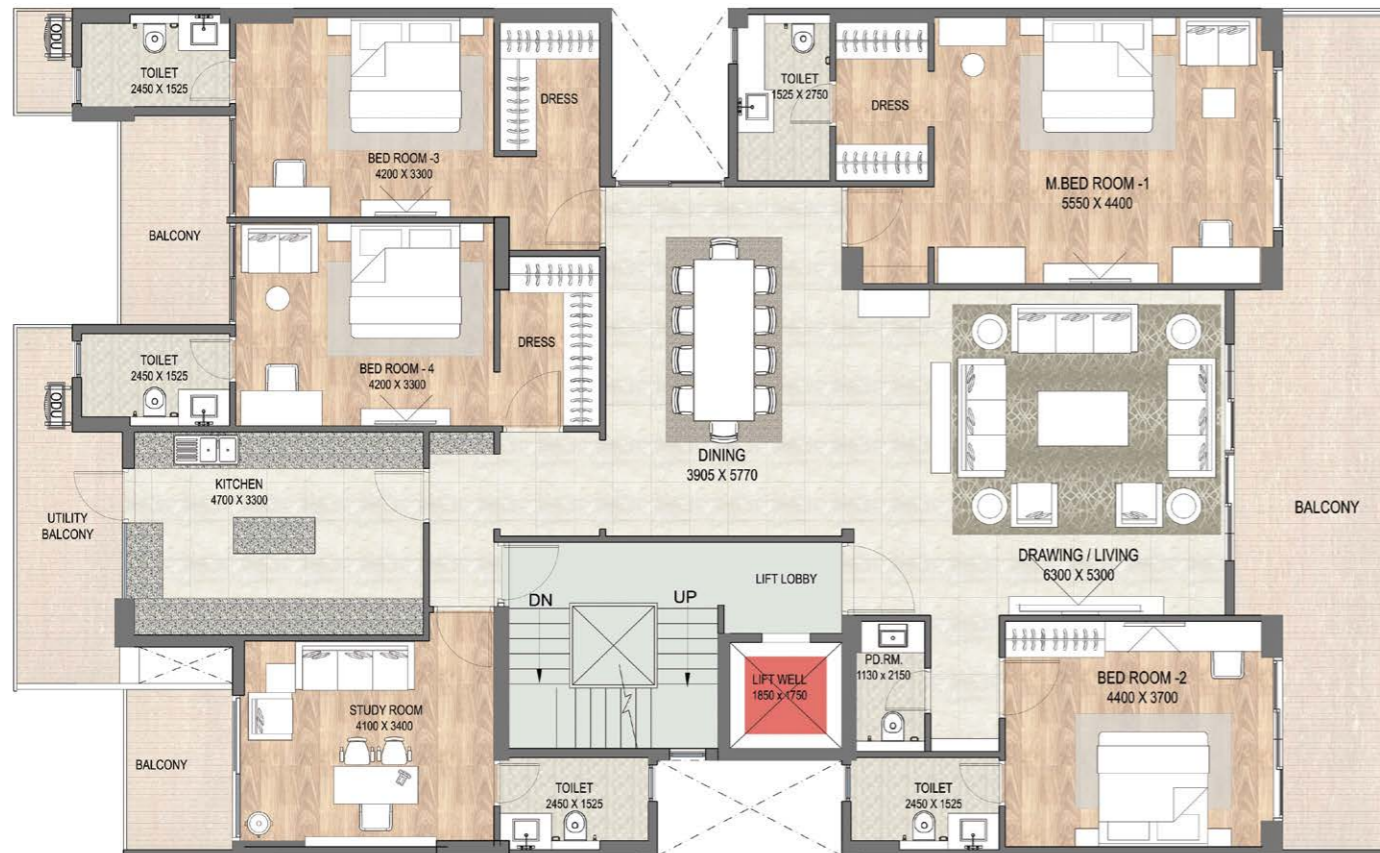 ODU
TOILET
2450 X 1525
DRESS
BED ROOM -3
4200 X 3300
TOILET
1525 X 2750
DRESS
M.BED ROOM -1
5550 X 4400
BALCONY
TOILET
2450 X 1525
ODU
BED ROOM - 4
4200 X 3300
DRESS
DINING
3905 X 5770
KITCHEN
4700 X 3300
UTILITY
BALCONY
BALCONY
DRAWING / LIVING
6300 X 5300
LIFT LOBBY
DN
UP
PD.RM.
1130 x 2150
LIFT WELL
1850 x 1750
BED ROOM -2
4400 X 3700
STUDY ROOM
4100 X 3400
BALCONY
TOILET
2450 X 1525
TOILET
2450 X 1525